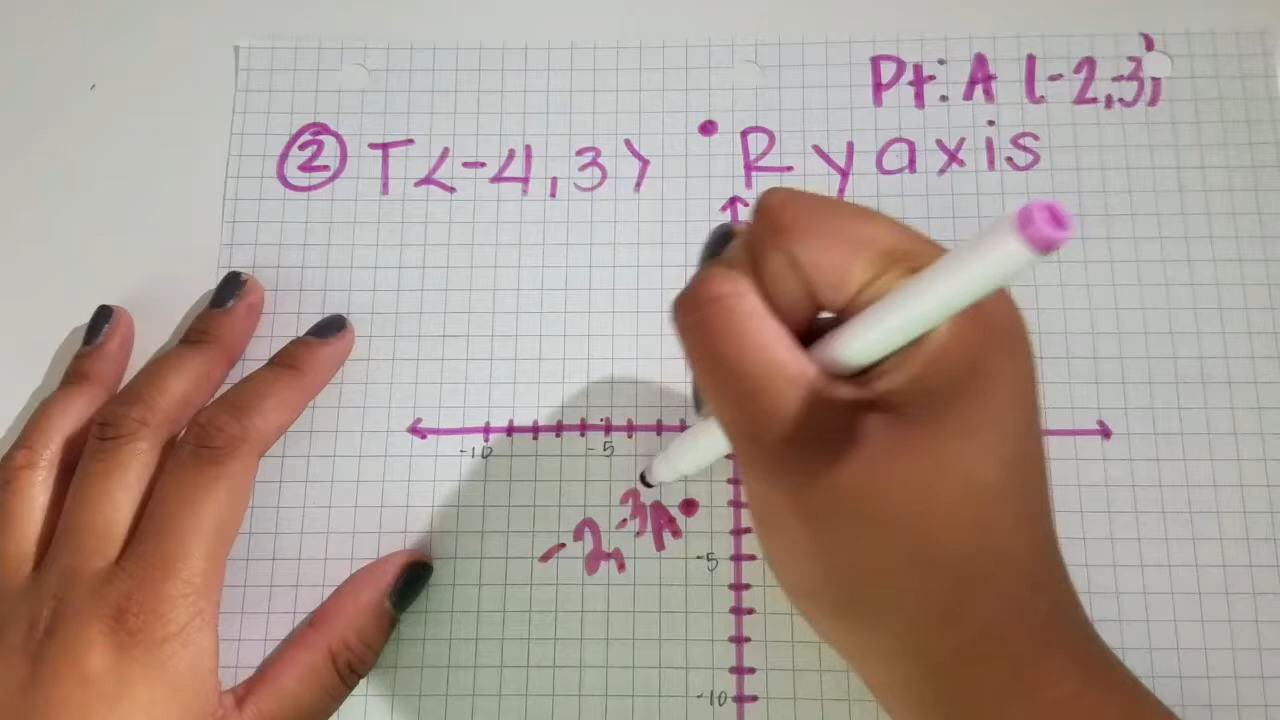 Pt: A (-2,-3)
② T<-4,3> • R y axis
-10 -5
-2,-3 A
-5
-10